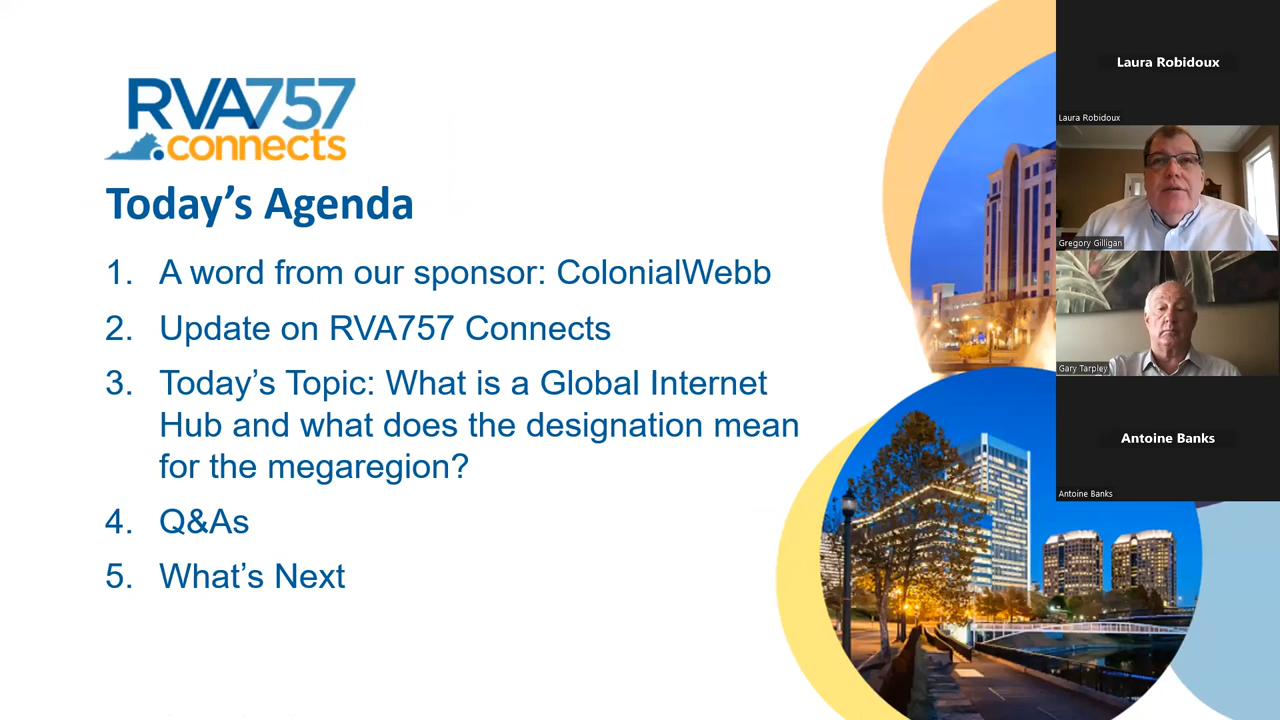 RVA757
connects
Today's Agenda
1. A word from our sponsor: ColonialWebb
2. Update on RVA757 Connects
3. Today's Topic: What is a Global Internet
Hub and what does the designation mean
for the megaregion?
4. Q&As
5. What's Next
Laura Robidoux
Laura Robidoux
Gregory Gilligan
Gary Tarpley
Antoine Banks
Antoine Banks